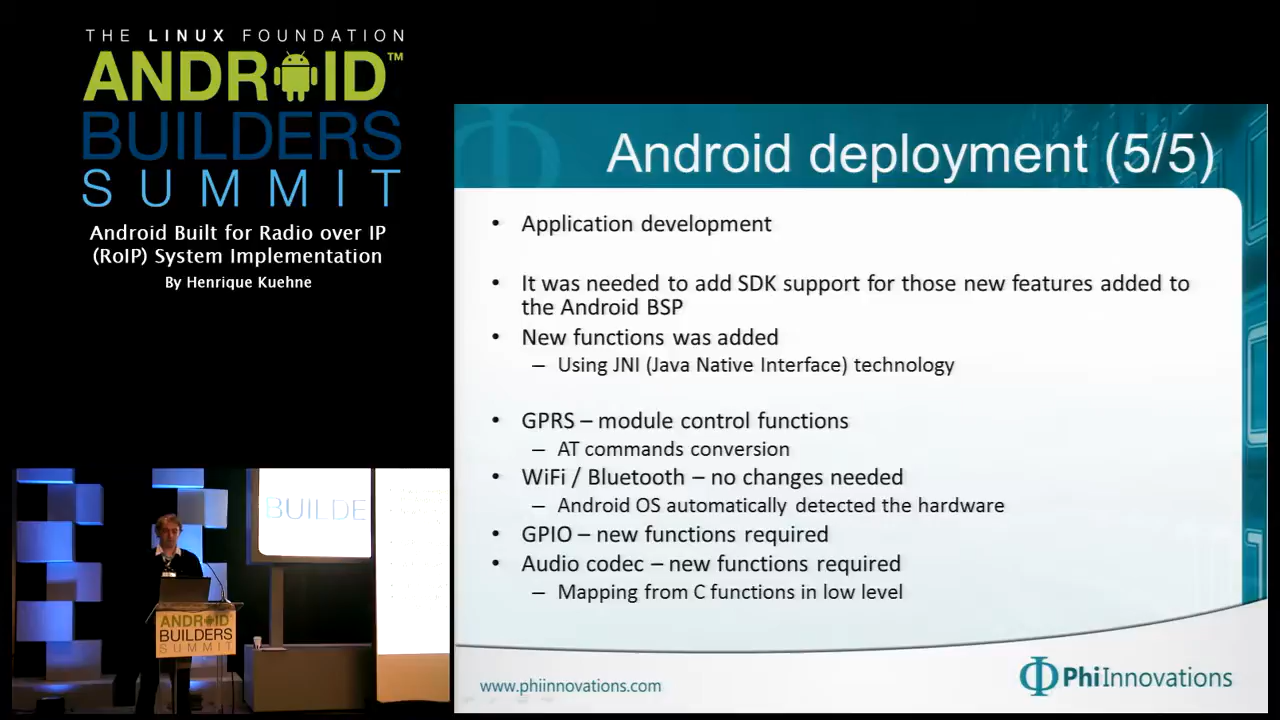 THE LINUX FOUNDATION
ANDROID™
BUILDERS
SUMMIT
Android Built for Radio over IP
(RoIP) System Implementation
By Henrique Kuehne
Android deployment (5/5)
• Application development
• It was needed to add SDK support for those new features added to
the Android BSP
• New functions was added
– Using JNI (Java Native Interface) technology
• GPRS – module control functions
– AT commands conversion
• WiFi / Bluetooth – no changes needed
– Android OS automatically detected the hardware
• GPIO – new functions required
• Audio codec – new functions required
– Mapping from C functions in low level
www.phiinnovations.com
PhiInnovations
BUILDE
ANDROID
BUILDERS
SUMMIT